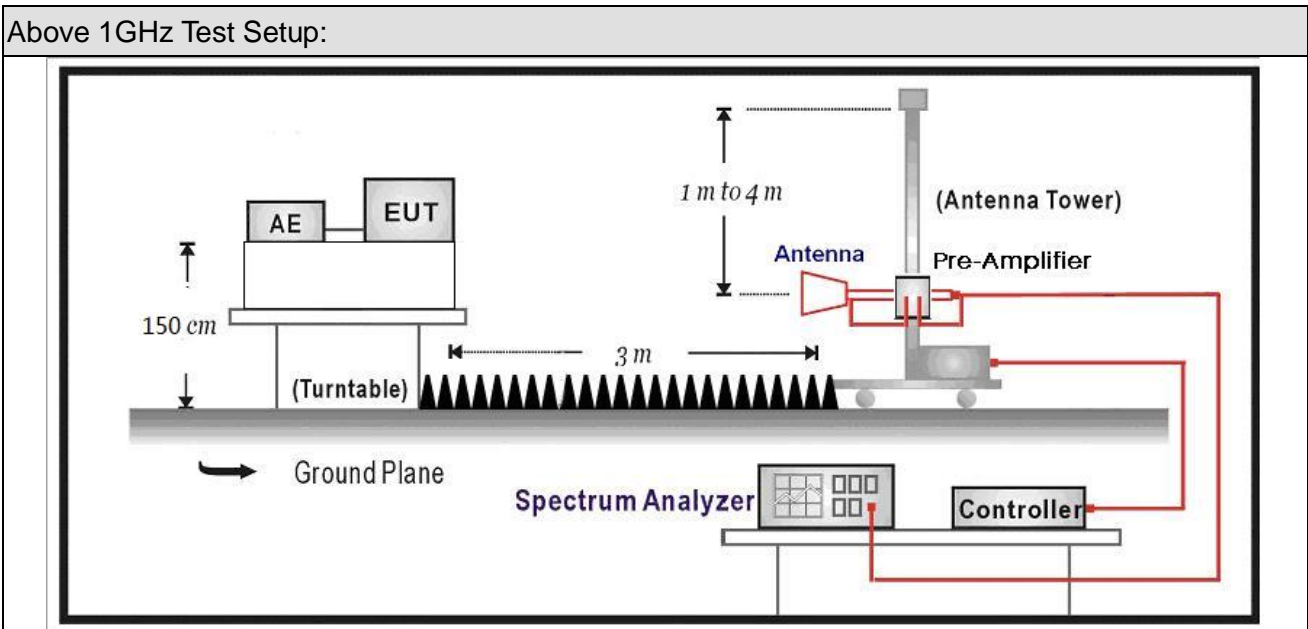 Above 1GHz Test Setup:
1 m to 4 m
(Antenna Tower)
AE
EUT
Antenna
Pre-Amplifier
150 cm
3 m
(Turntable)
Ground Plane
Spectrum Analyzer
Controller